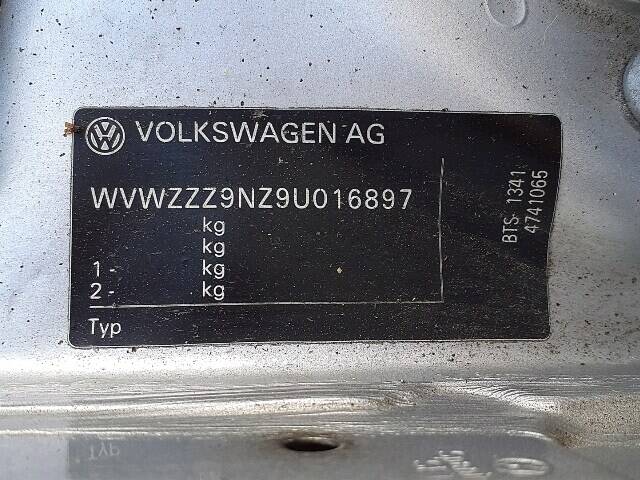 VOLKSWAGEN AG
WVWZZZ9NZ9U016897
kg
kg
1- kg
2- kg
Typ
BTS 1341
4741065